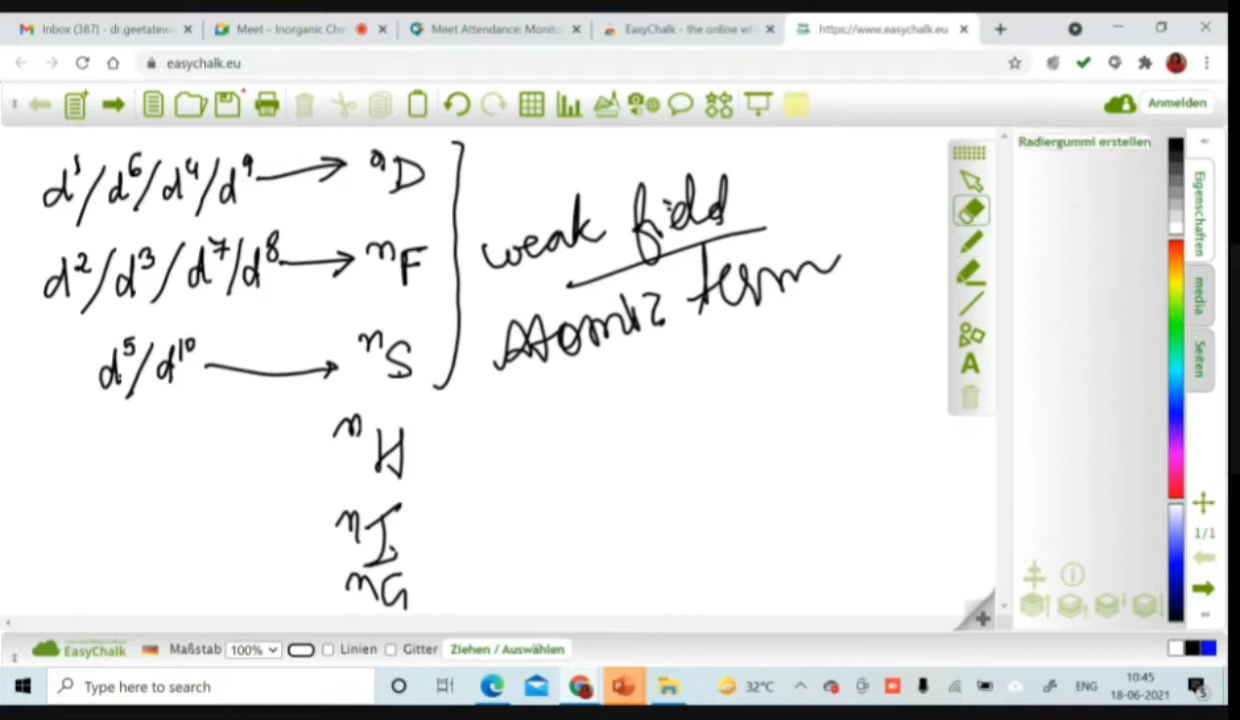 Inbox (387) - dr.geetatew
Meet – Inorganic Che
Meet Attendance: Monito
EasyChalk - the online w
https://www.easychalk.eu
easychalk.eu
Anmelden
Radiergummi erstellen
Eigenschaften
media
Seiten
d¹/d⁶/d⁴/d⁹ → ⁿD
d²/d³/d⁷/d⁸ → ⁿF
d⁵/d¹⁰ → ⁿS
ⁿH
ⁿI
ⁿG
weak field
Atomic term
A
1/1
EasyChalk
Maßstab 100% Linien Gitter Ziehen / Auswählen
Type here to search
32°C
ENG
10:45
18-06-2021
5